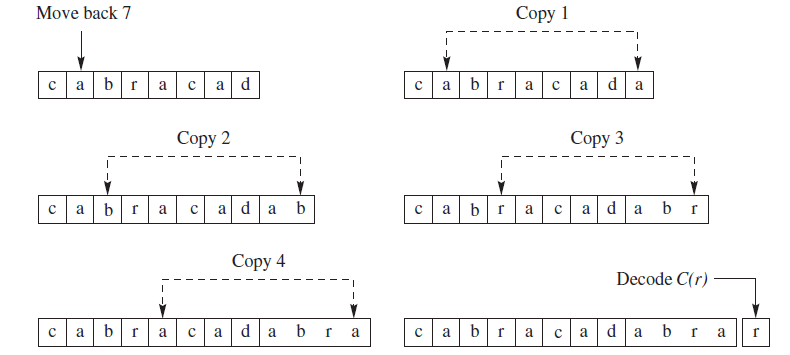 Move back 7
c a b r a c a d
Copy 1
c a b r a c a d a
Copy 2
c a b r a c a d a b
Copy 3
c a b r a c a d a b r
Copy 4
c a b r a c a d a b r a
Decode C(r)
c a b r a c a d a b r a r